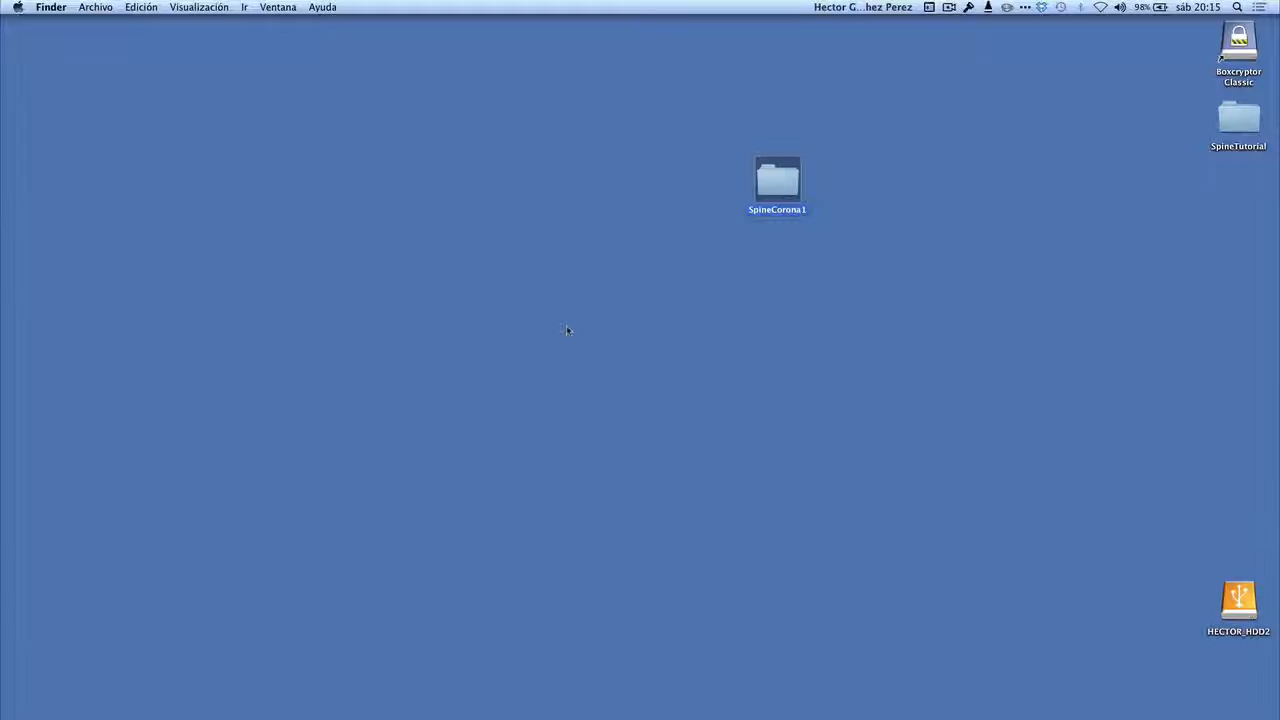 Finder Archivo Edición Visualización Ir Ventana Ayuda Hector G...hez Perez 98% sáb 20:15
Boxcryptor
Classic
SpineTutorial
SpineCorona1
HECTOR_HDD2